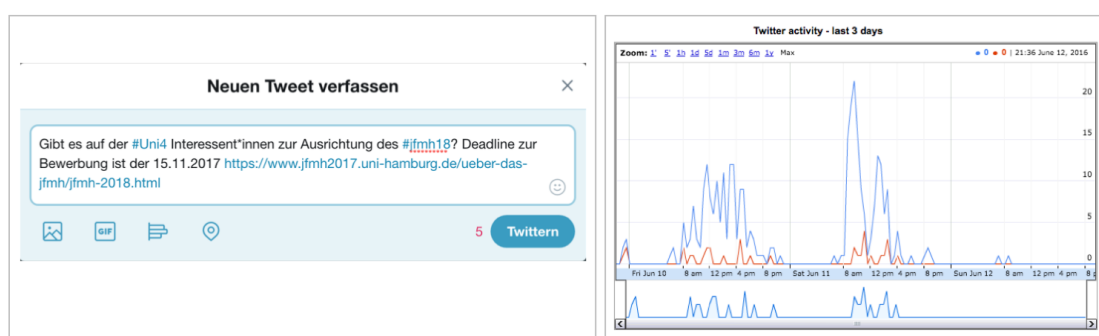 Neuen Tweet verfassen
×
Gibt es auf der #Uni4 Interessent*innen zur Ausrichtung des #jfmh18? Deadline zur
Bewerbung ist der 15.11.2017 https://www.jfmh2017.uni-hamburg.de/ueber-das-
jfmh/jfmh-2018.html
GIF
5 Twittern
Twitter activity - last 3 days
Zoom: 1' 5' 1h 1d 5d 1m 3m 6m 1y Max
0 0 | 21:36 June 12, 2016
20
15
10
5
0
Fri Jun 10 8 am 12 pm 4 pm 8 pm Sat Jun 11 8 am 12 pm 4 pm 8 pm Sun Jun 12 8 am 12 pm 4 pm 8 p